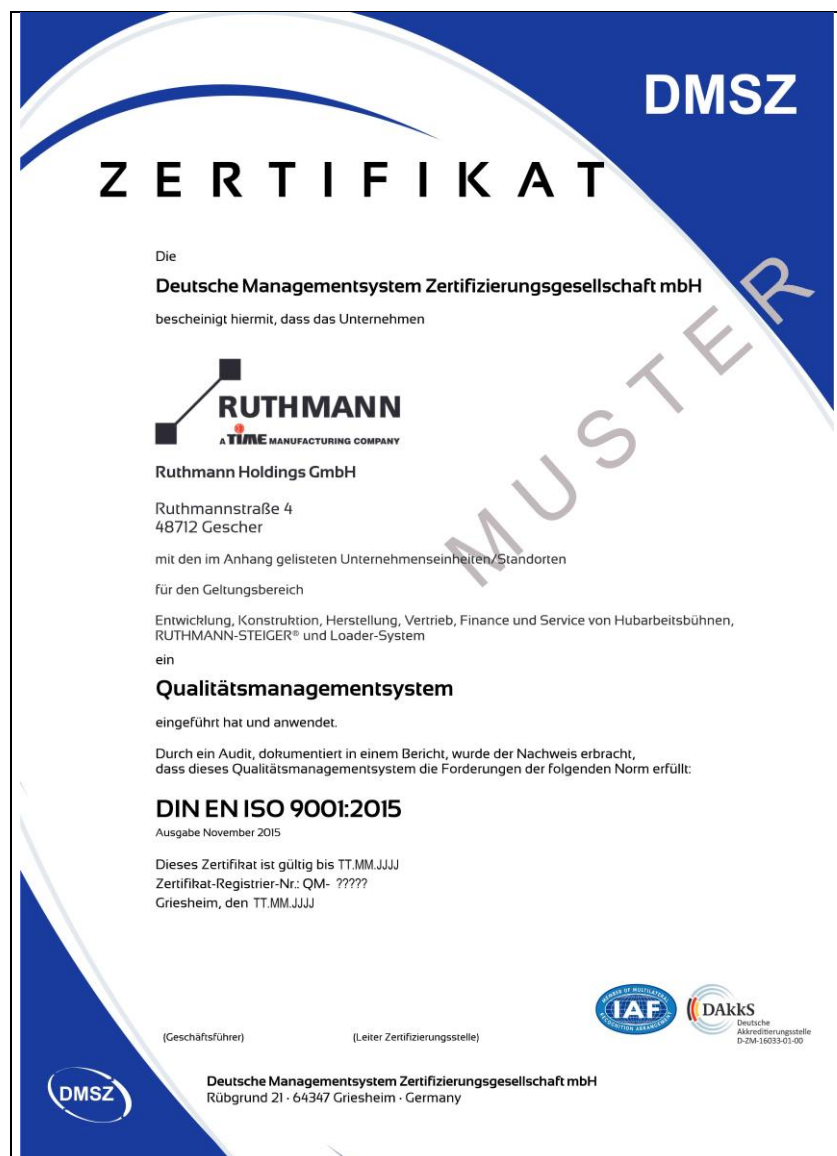 DMSZ
ZERTIFIKAT
Die
Deutsche Managementsystem Zertifizierungsgesellschaft mbH
bescheinigt hiermit, dass das Unternehmen
RUTHMANN
A TIME MANUFACTURING COMPANY
MUSTER
Ruthmann Holdings GmbH
Ruthmannstraße 4
48712 Gescher
mit den im Anhang gelisteten Unternehmenseinheiten/Standorten
für den Geltungsbereich
Entwicklung, Konstruktion, Herstellung, Vertrieb, Finance und Service von Hubarbeitsbühnen,
RUTHMANN-STEIGER® und Loader-System
ein
Qualitätsmanagementsystem
eingeführt hat und anwendet.
Durch ein Audit, dokumentiert in einem Bericht, wurde der Nachweis erbracht,
dass dieses Qualitätsmanagementsystem die Forderungen der folgenden Norm erfüllt:
DIN EN ISO 9001:2015
Ausgabe November 2015
Dieses Zertifikat ist gültig bis TT.MM.JJJJ
Zertifikat-Registrier-Nr.: QM- ?????
Griesheim, den TT.MM.JJJJ
MEMBER OF MULTILATERAL
IAF
RECOGNITION ARRANGEMENT
DAkkS
Deutsche
Akkreditierungsstelle
D-ZM-16033-01-00
(Geschäftsführer) (Leiter Zertifizierungsstelle)
DMSZ
Deutsche Managementsystem Zertifizierungsgesellschaft mbH
Rübgrund 21 · 64347 Griesheim · Germany